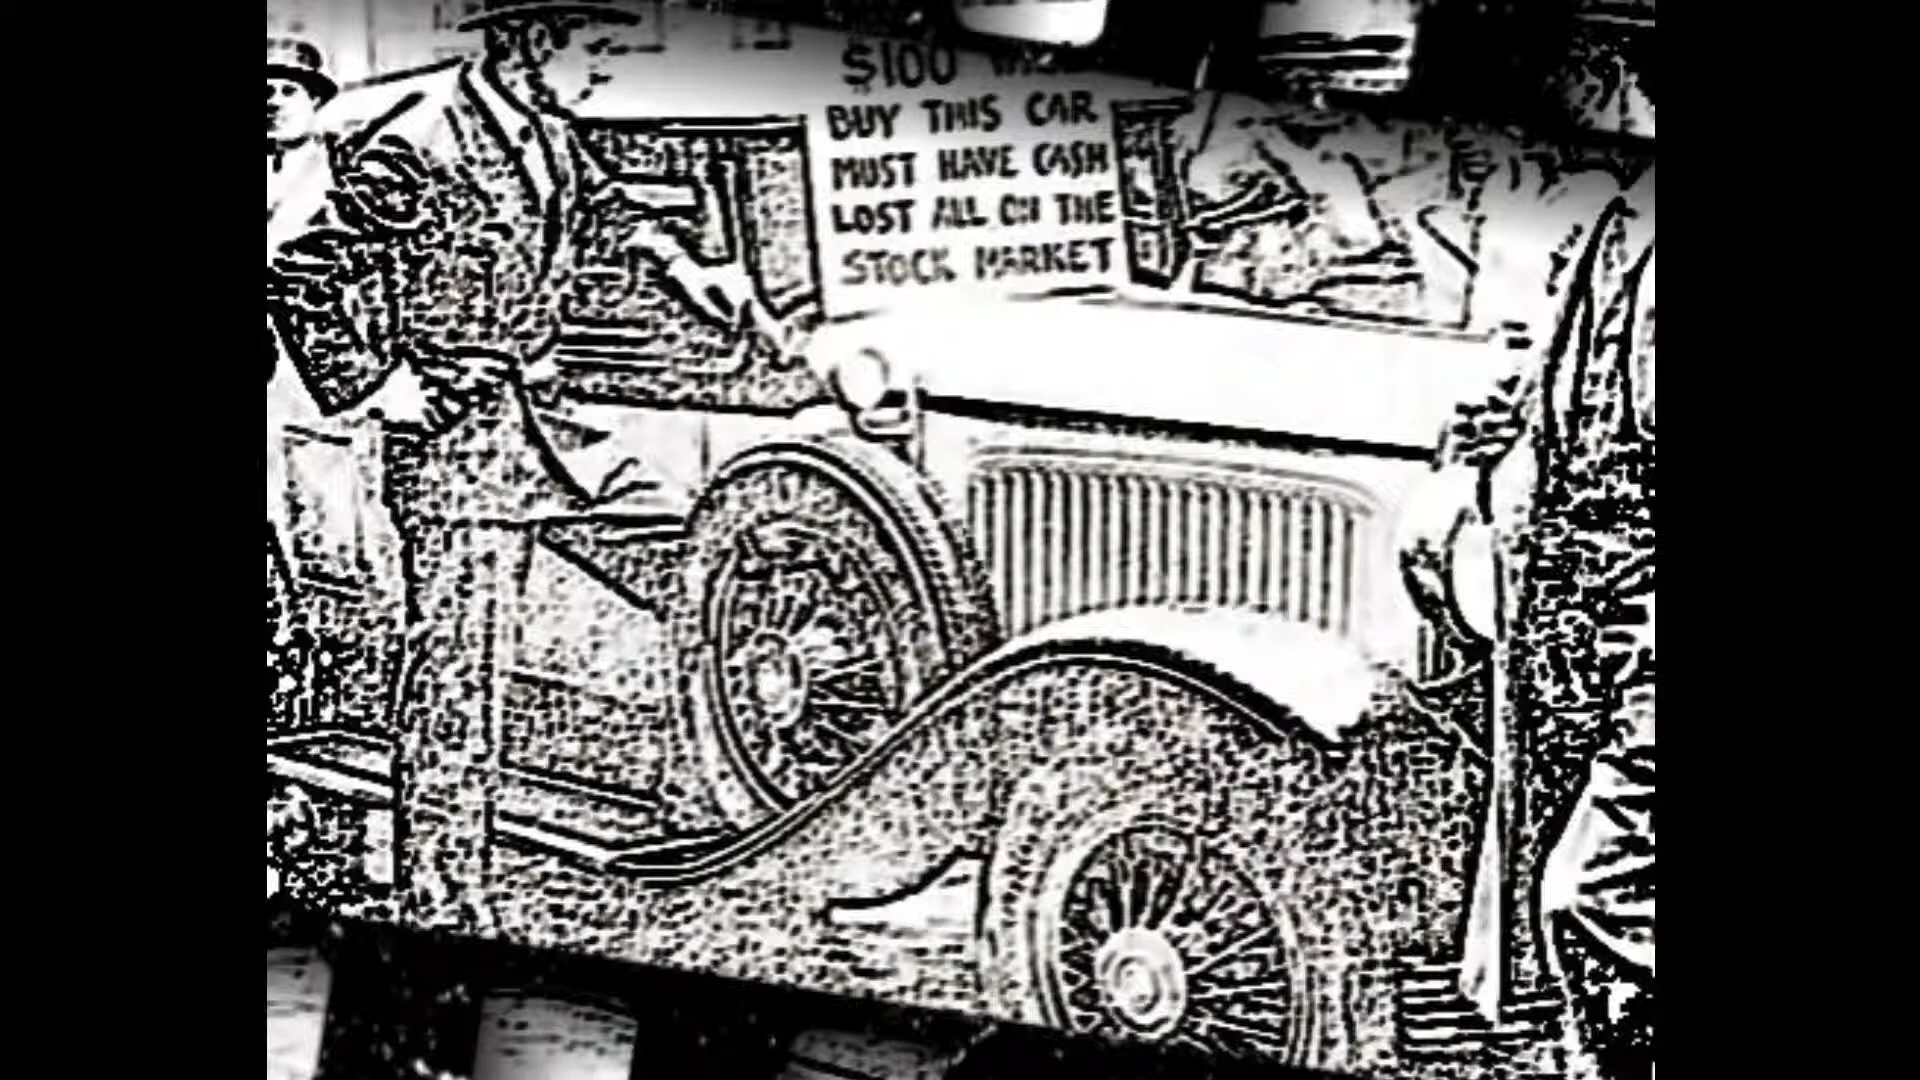 $100
BUY THIS CAR
MUST HAVE CASH
LOST ALL ON THE
STOCK MARKET